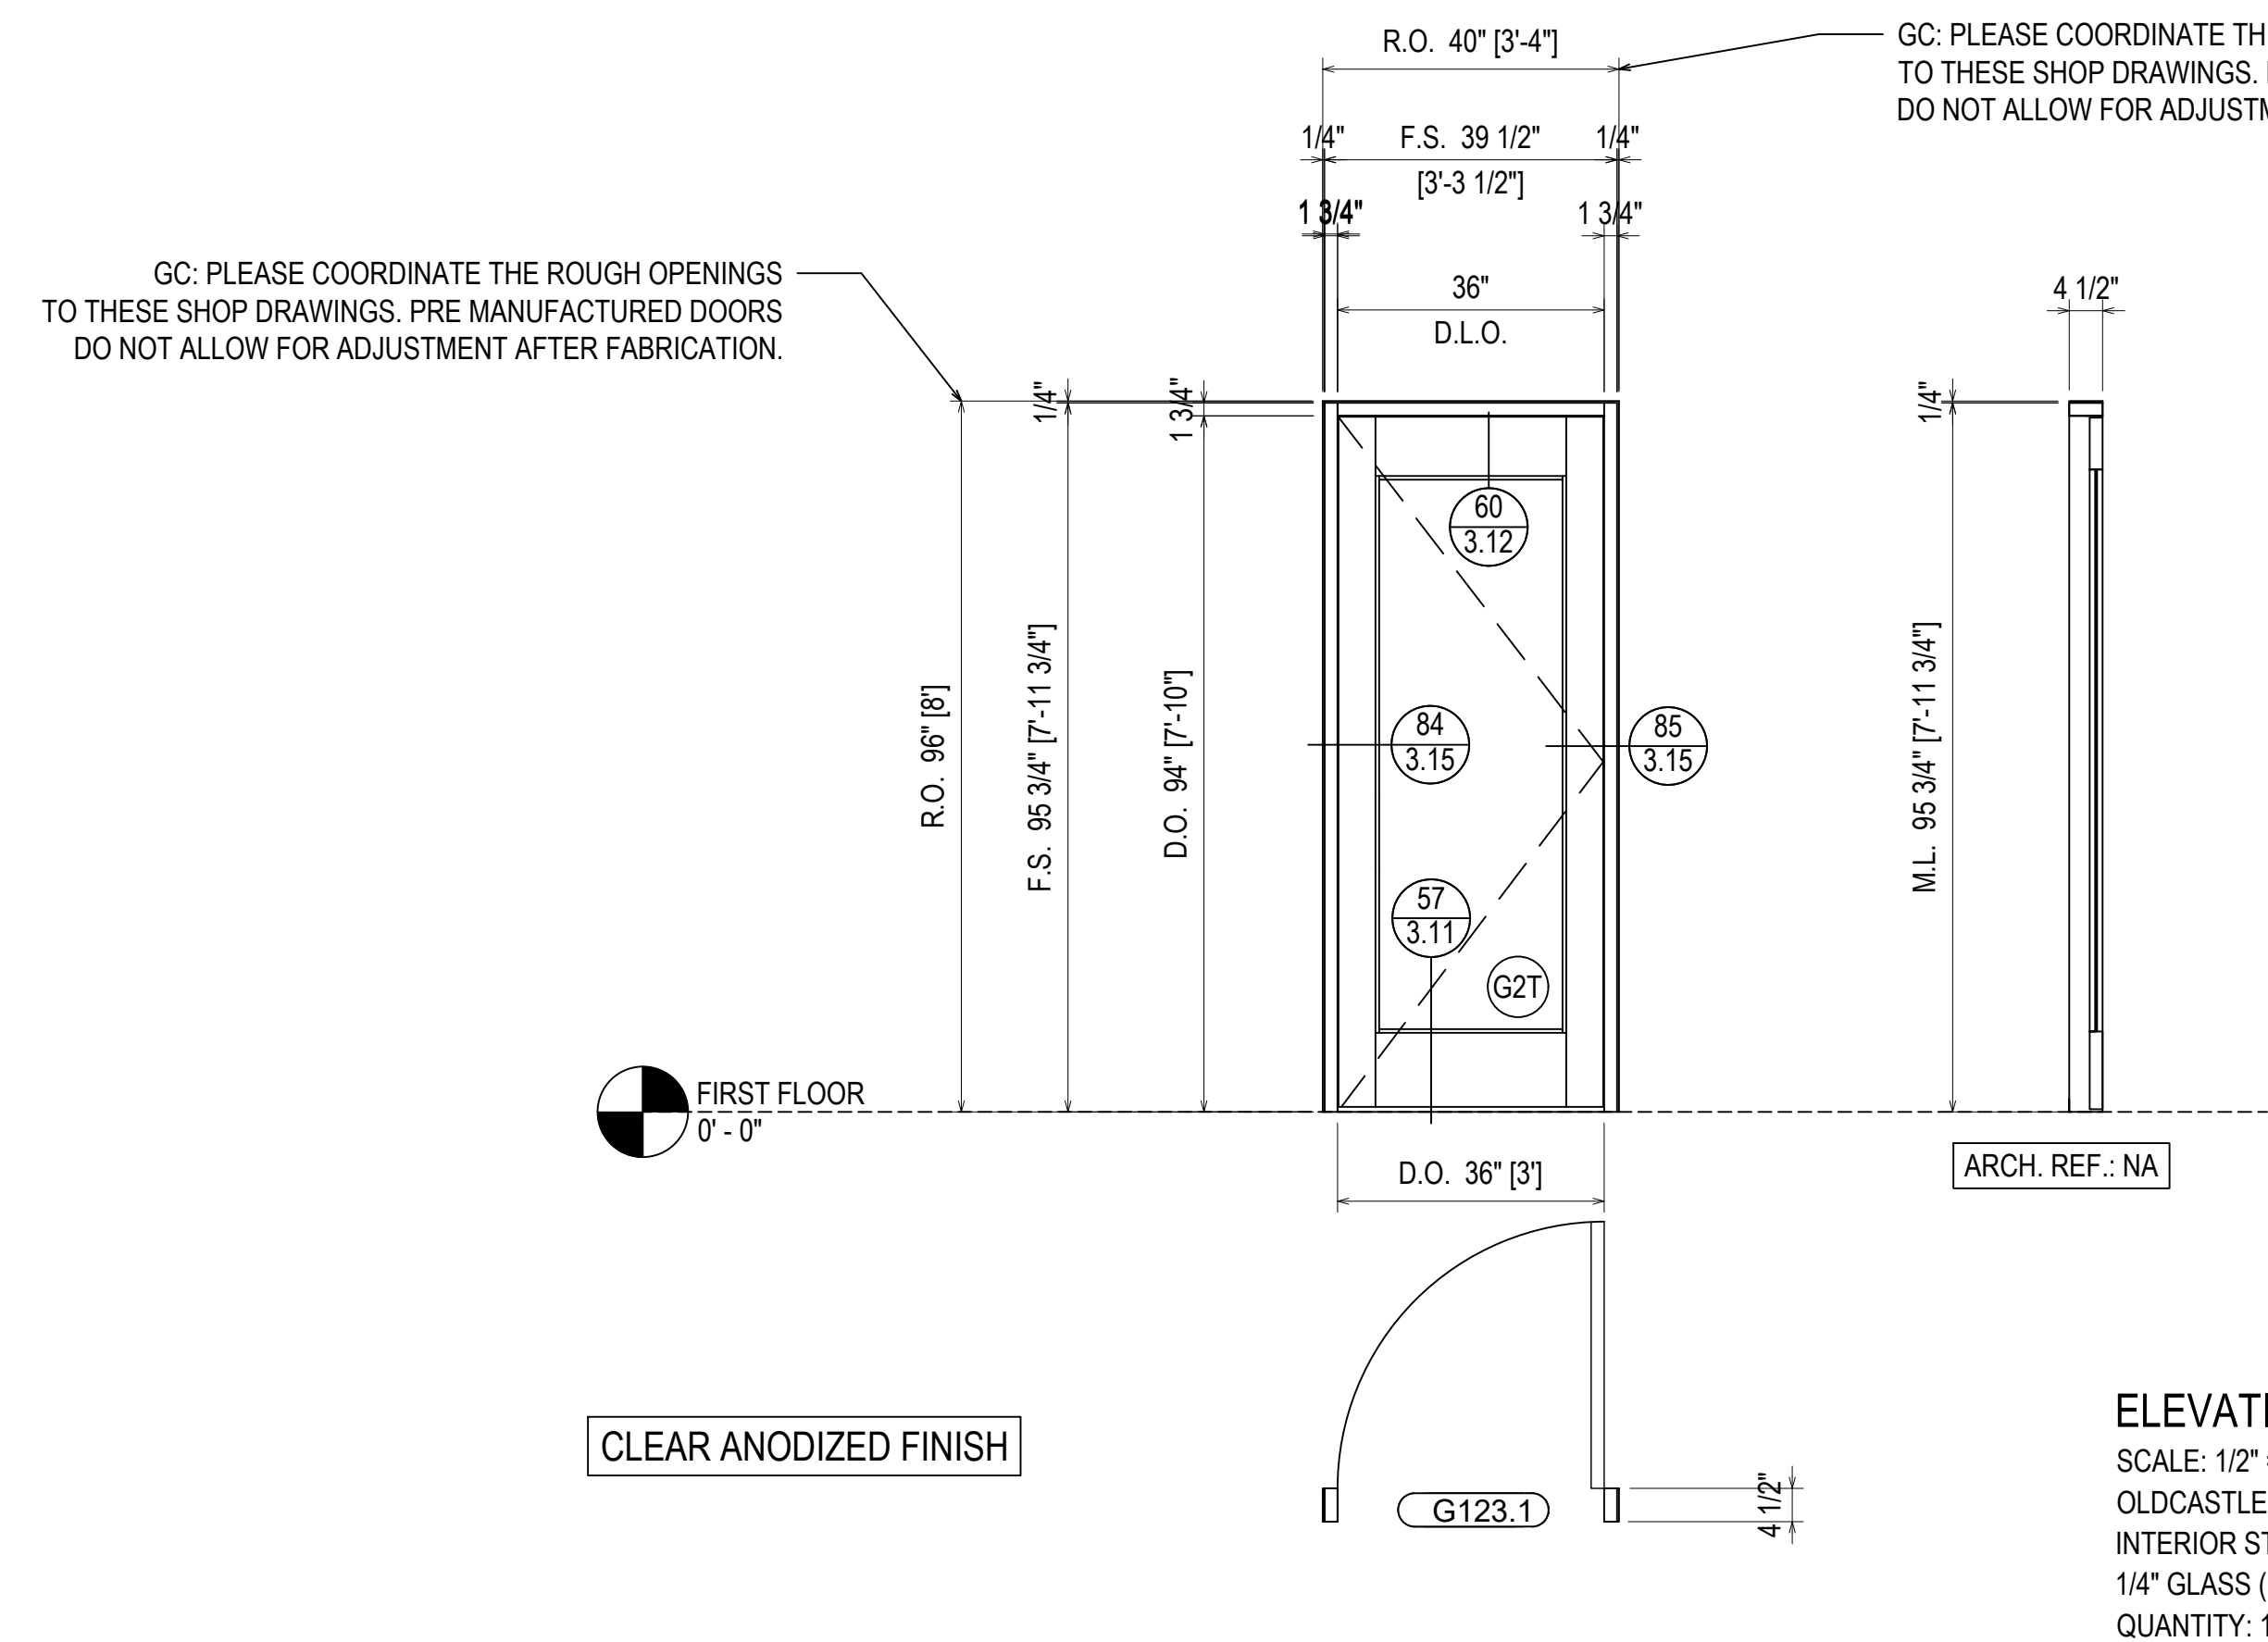 R.O. 40" [3'-4"]
GC: PLEASE COORDINATE
TO THESE SHOP DRAWINGS.
DO NOT ALLOW FOR
1/4"
F.S. 39 1/2"
1/4"
[3'-3 1/2"]
1 3/4"
1 3/4"
36"
D.L.O.
GC: PLEASE COORDINATE THE ROUGH OPENINGS
TO THESE SHOP DRAWINGS. PRE MANUFACTURED DOORS
DO NOT ALLOW FOR ADJUSTMENT AFTER FABRICATION.
4 1/2"
1/4"
1 3/4"
1/4"
60
3.12
R.O. 96" [8']
F.S. 95 3/4" [7'-11 3/4"]
D.O. 94" [7'-10"]
84
3.15
85
3.15
M.L. 95 3/4" [7'-11 3/4"]
57
3.11
G2T
FIRST FLOOR
0' - 0"
D.O. 36" [3']
ARCH. REF.: NA
CLEAR ANODIZED FINISH
G123.1
4 1/2"
SCALE: 1/2"
OLDCASTLE
INTERIOR
1/4" GLASS (
QUANTITY: 1